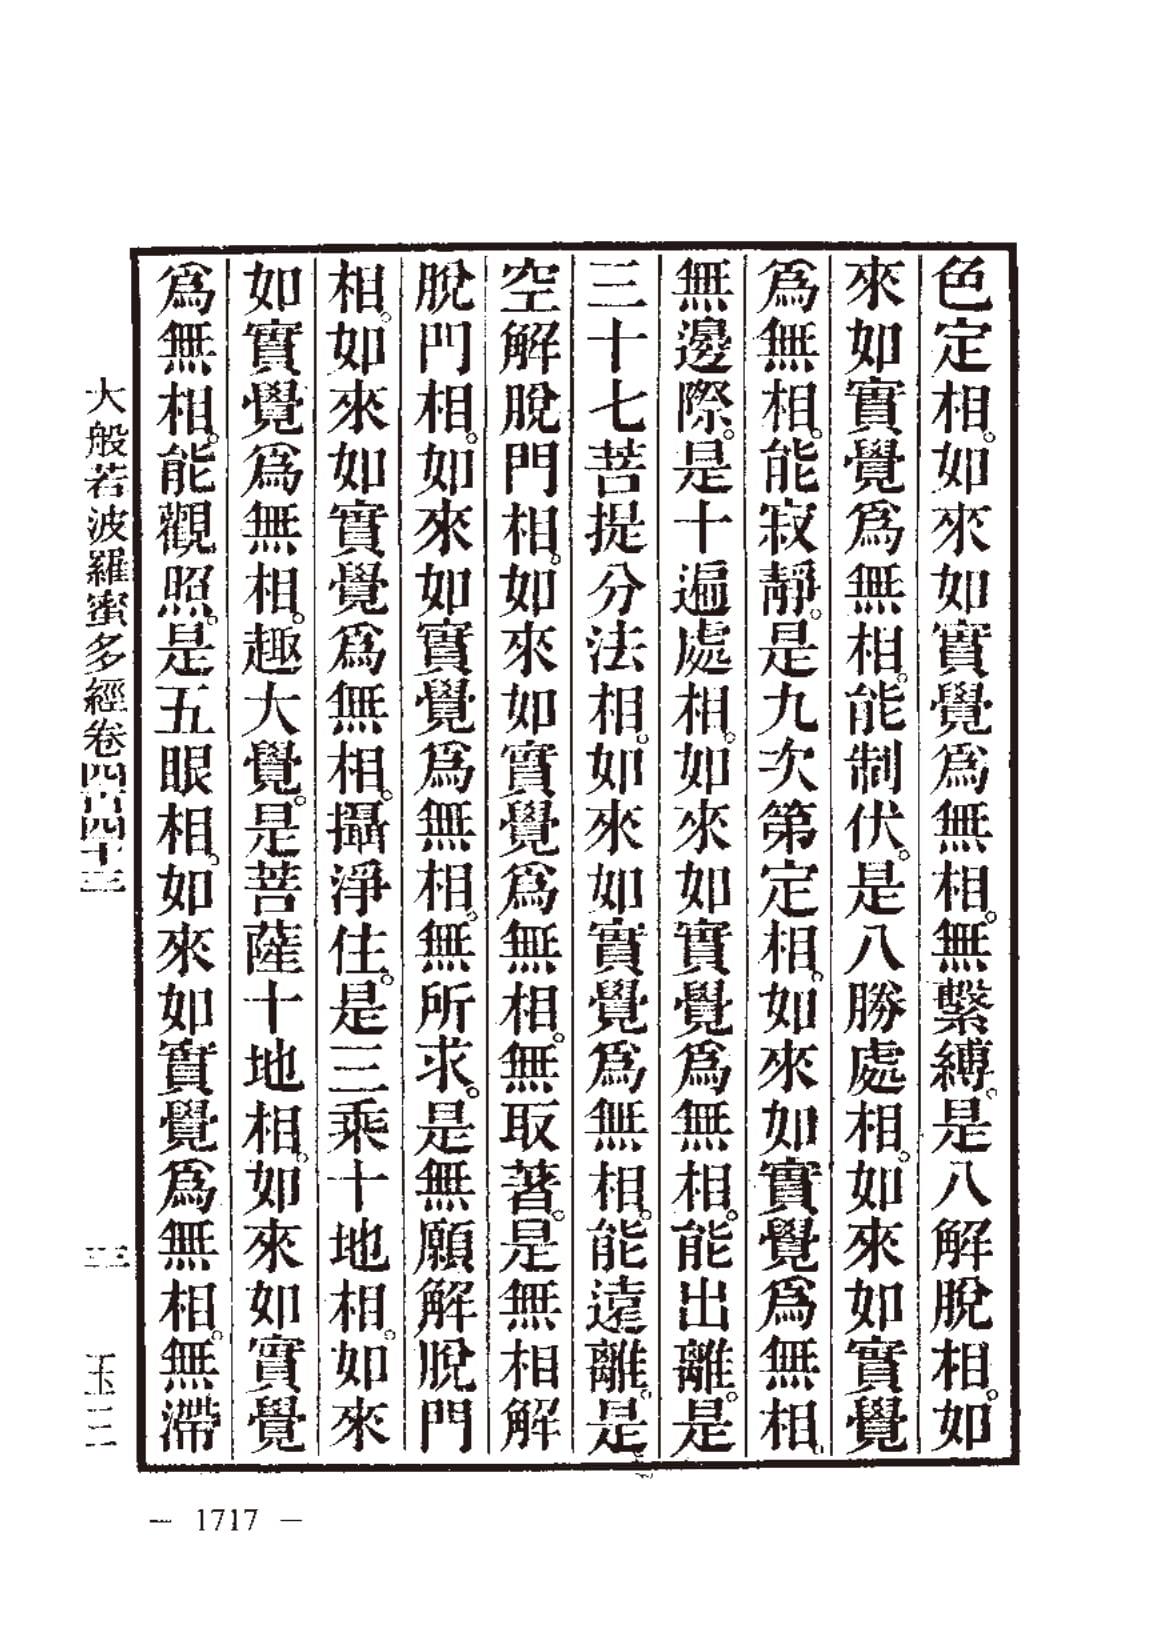 色定相。如來如實覺爲無相。無繫縛。是八解脫相。如
來如實覺爲無相。能制伏。是八勝處相。如來如實覺
爲無相。能寂靜。是九次第定相。如來如實覺爲無相。
無邊際。是十遍處相。如來如實覺爲無相。能出離。是
三十七菩提分法相。如來如實覺爲無相。能遠離。是
空解脫門相。如來如實覺爲無相。無取著。是無相解
脫門相。如來如實覺爲無相。無所求。是無願解脫門
相。如來如實覺爲無相。攝淨住。是三乘十地相。如來
如實覺爲無相。趣大覺。是菩薩十地相。如來如實覺
爲無相。能觀照。是五眼相。如來如實覺爲無相。無滯
大般若波羅蜜多經卷四百四十三 三 玉三
— 1717 —